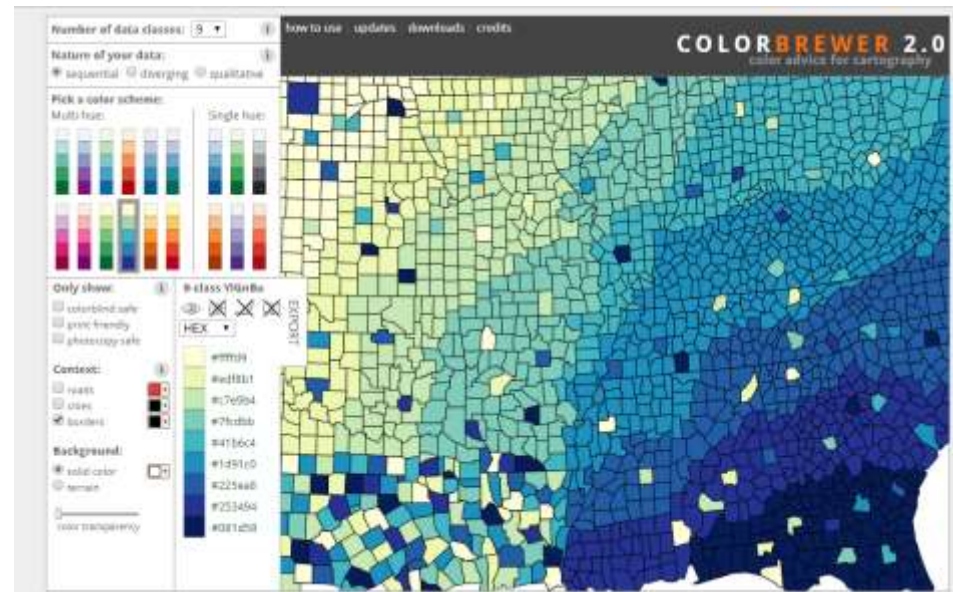 Number of data classes: 9
how to use updates downloads credits
COLORBREWER 2.0
color advice for cartography
Nature of your data:
sequential diverging qualitative
Pick a color scheme:
Multi-hue: Single hue:
Only show:
colorblind safe
print friendly
photocopy safe
Context:
roads
cities
borders
Background:
solid color
terrain
color transparency
9-class YlGnBu
EXPORT
HEX
#ffffd9
#edf8b1
#c7e9b4
#7fcdbb
#41b6c4
#1d91c0
#225ea8
#253494
#081d58